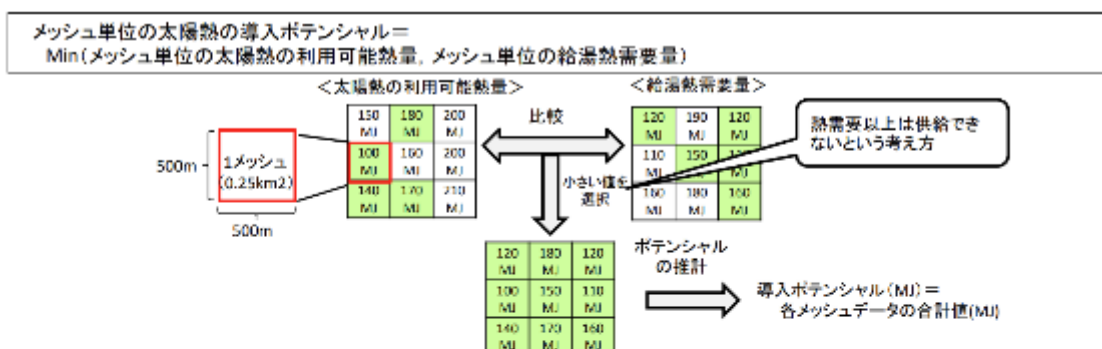 メッシュ単位の太陽熱の導入ポテンシャル＝
Min(メッシュ単位の太陽熱の利用可能熱量, メッシュ単位の給湯熱需要量)
＜太陽熱の利用可能熱量＞
150 MJ 180 MJ 200 MJ
100 MJ 160 MJ 200 MJ
140 MJ 170 MJ 210 MJ
500m
1メッシュ
(0.25km2)
500m
比較
小さい値を
選択
＜給湯熱需要量＞
120 MJ 190 MJ 120 MJ
110 MJ 150
160 MJ 180 MJ 160 MJ
熱需要以上は供給でき
ないという考え方
120 MJ 180 MJ 120 MJ
100 MJ 150 MJ 110 MJ
140 MJ 170 MJ 160 MJ
ポテンシャル
の推計
導入ポテンシャル(MJ)＝
各メッシュデータの合計値(MJ)